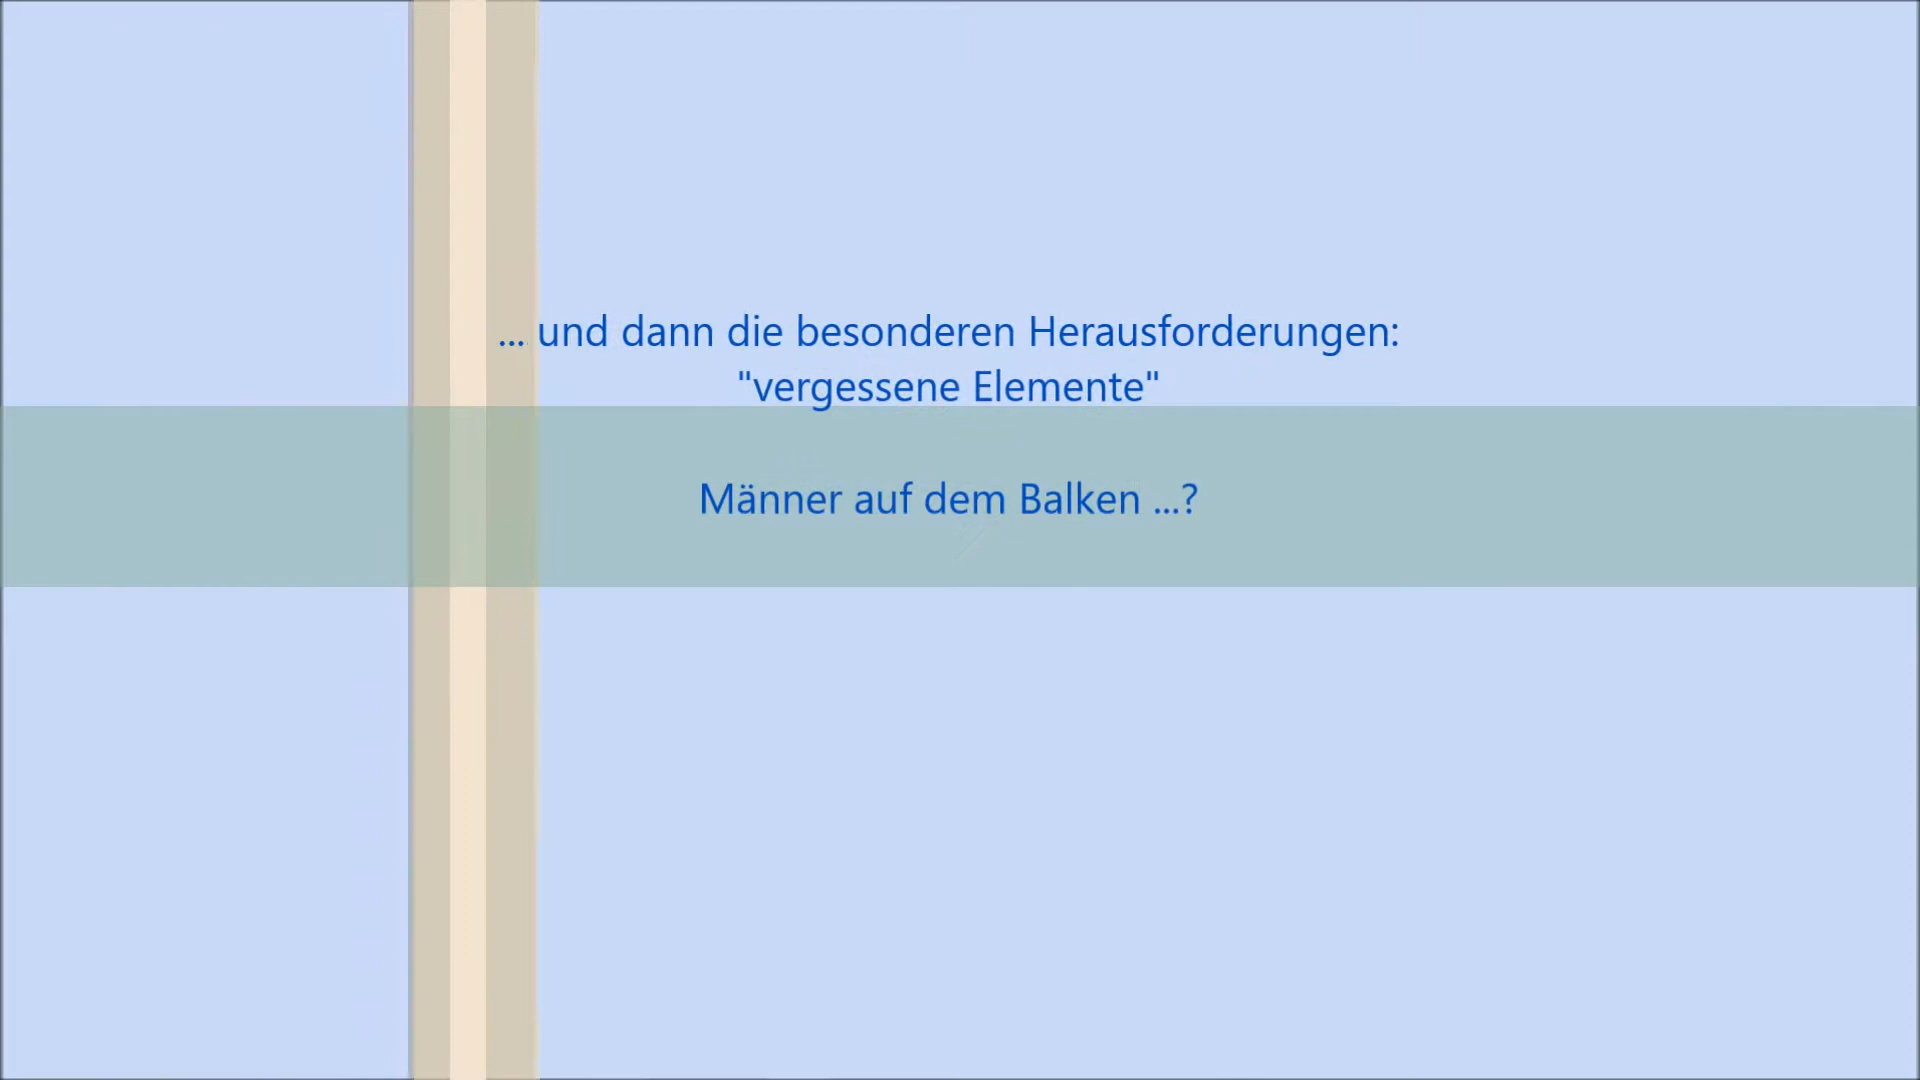 ... und dann die besonderen Herausforderungen:
"vergessene Elemente"
Männer auf dem Balken ...?